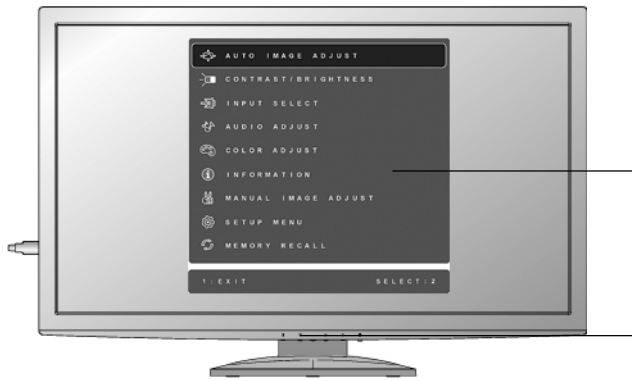 AUTO IMAGE ADJUST
CONTRAST/BRIGHTNESS
INPUT SELECT
AUDIO ADJUST
COLOR ADJUST
INFORMATION
MANUAL IMAGE ADJUST
SETUP MENU
MEMORY RECALL
1:EXIT SELECT:2